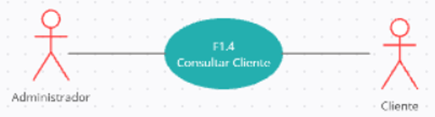 F1.4
Consultar Cliente
Administrador
Cliente